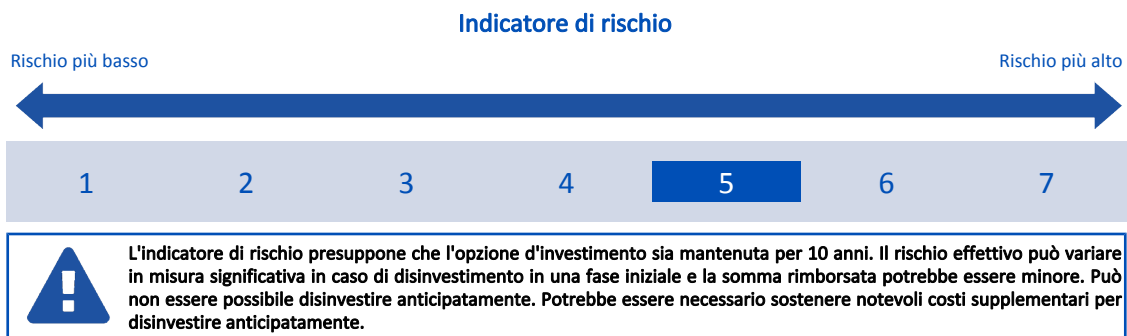 Indicatore di rischio
Rischio più basso Rischio più alto
1 2 3 4 5 6 7
L'indicatore di rischio presuppone che l'opzione d'investimento sia mantenuta per 10 anni. Il rischio effettivo può variare
in misura significativa in caso di disinvestimento in una fase iniziale e la somma rimborsata potrebbe essere minore. Può
non essere possibile disinvestire anticipatamente. Potrebbe essere necessario sostenere notevoli costi supplementari per
disinvestire anticipatamente.